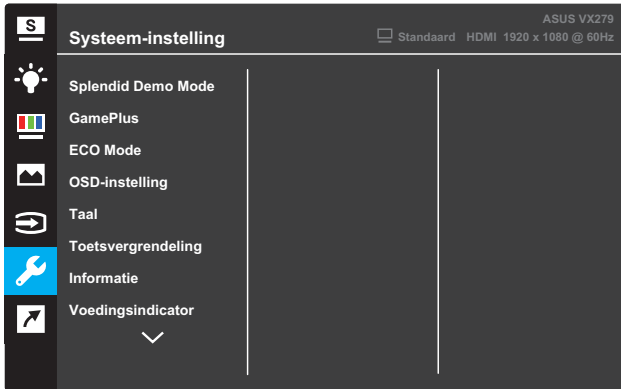 S
ASUS VX279
Systeem-instelling
Standaard HDMI 1920 x 1080 @ 60Hz
Splendid Demo Mode
GamePlus
ECO Mode
OSD-instelling
Taal
Toetsvergrendeling
Informatie
Voedingsindicator